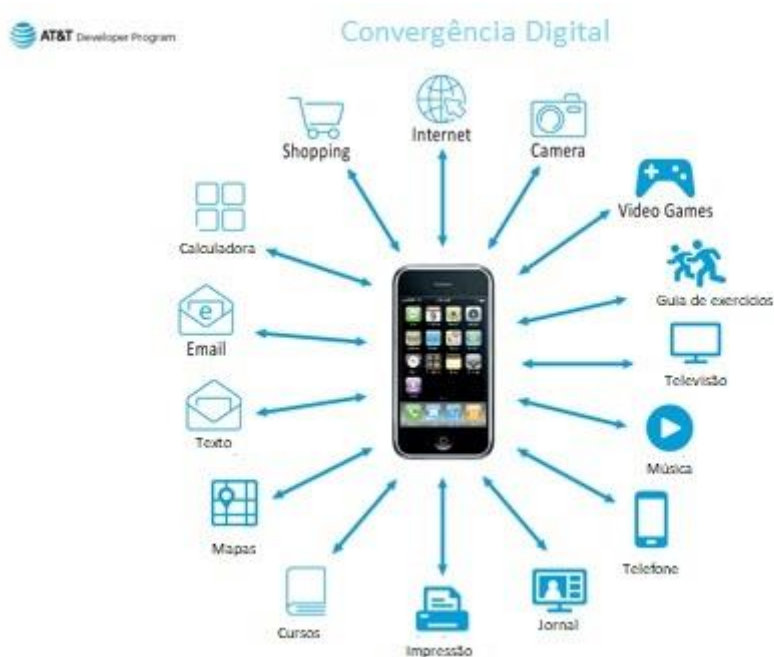 AT&T Developer Program
Convergência Digital
Shopping
Internet
Camera
Video Games
Calculadora
Guia de exercícios
Email
Televisão
Texto
Música
Mapas
Telefone
Cursos
Impressão
Jornal